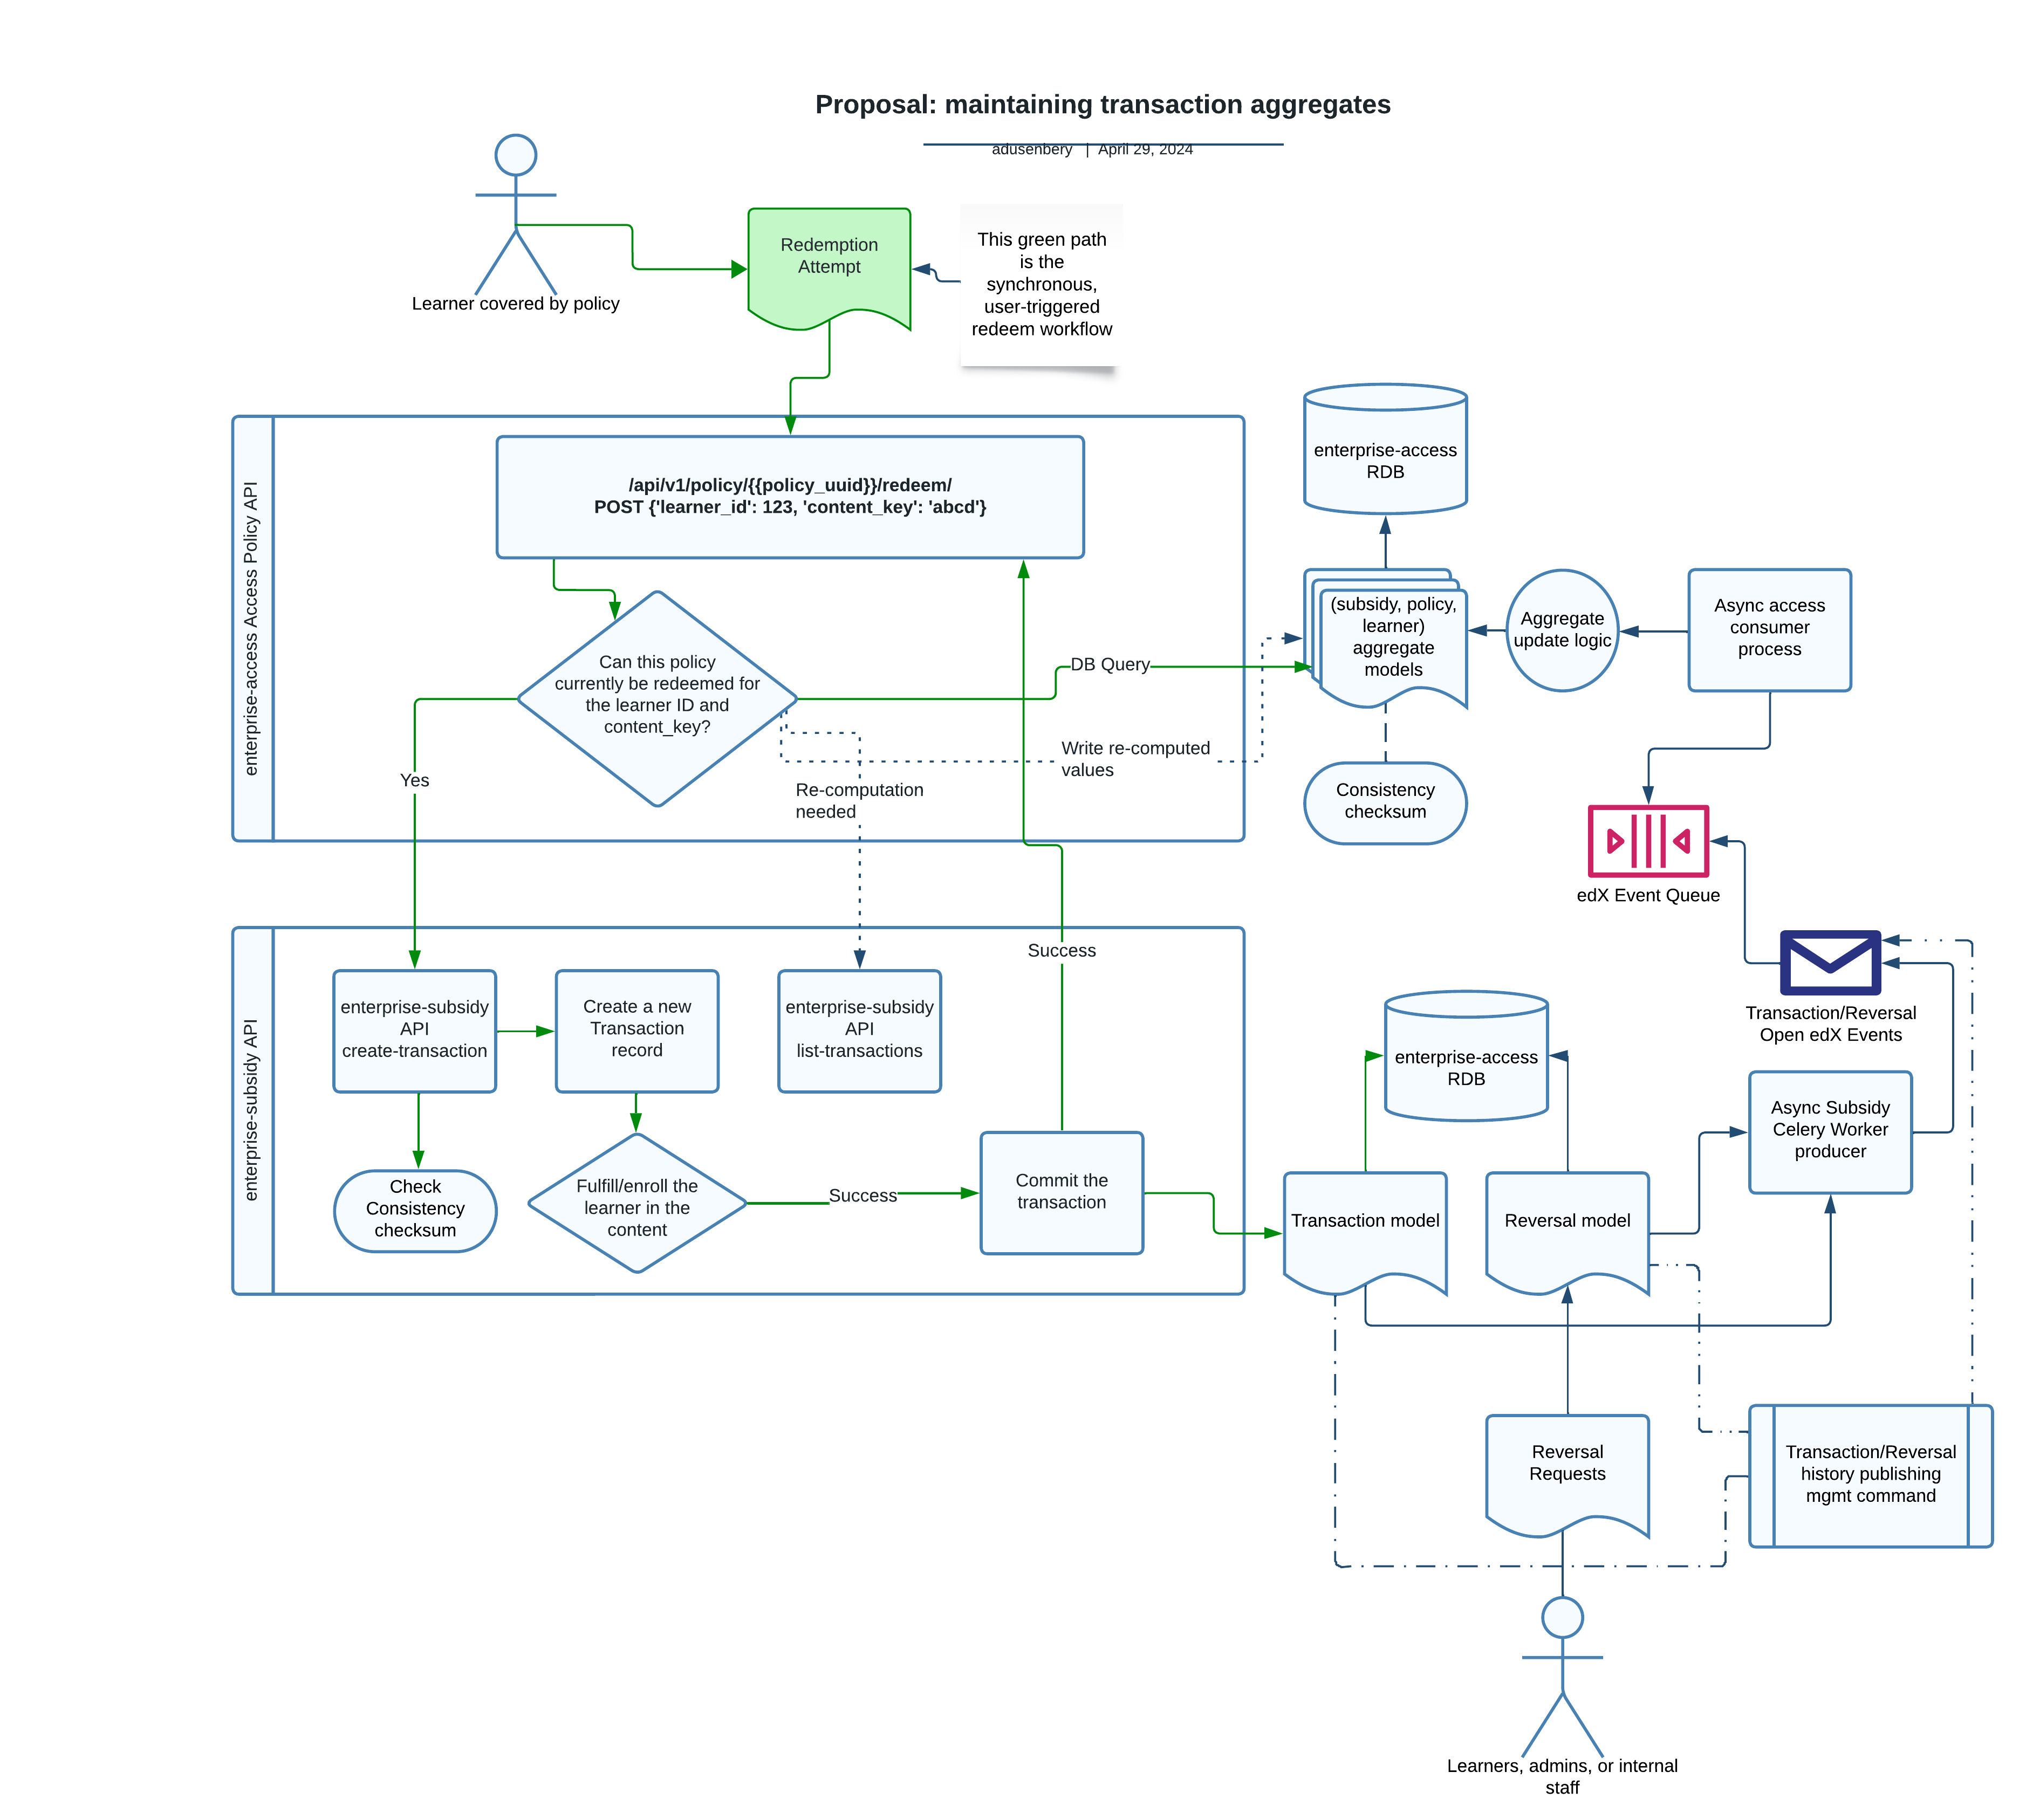 Proposal: maintaining transaction aggregates
adusenbery | April 29, 2024
Learner covered by policy
Redemption
Attempt
This green path
is the
synchronous,
user-triggered
redeem workflow
enterprise-access Access Policy API
/api/v1/policy/{{policy_uuid}}/redeem/
POST {'learner_id': 123, 'content_key': 'abcd'}
Can this policy
currently be redeemed for
the learner ID and
content_key?
Yes
DB Query
Write re-computed
values
Re-computation
needed
enterprise-access
RDB
(subsidy, policy,
learner)
aggregate
models
Aggregate
update logic
Async access
consumer
process
Consistency
checksum
edX Event Queue
Transaction/Reversal
Open edX Events
enterprise-subsidy API
enterprise-subsidy
API
create-transaction
Create a new
Transaction
record
enterprise-subsidy
API
list-transactions
Success
Check
Consistency
checksum
Fulfill/enroll the
learner in the
content
Success
Commit the
transaction
enterprise-access
RDB
Async Subsidy
Celery Worker
producer
Transaction model
Reversal model
Reversal
Requests
Transaction/Reversal
history publishing
mgmt command
Learners, admins, or internal
staff